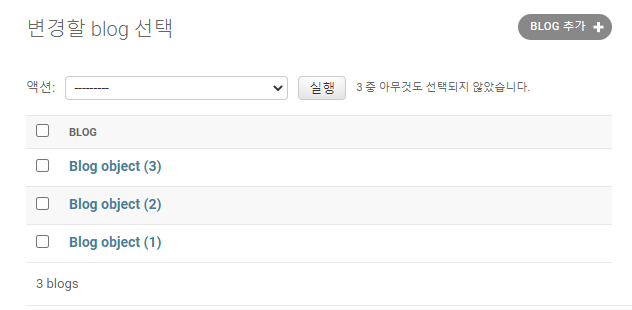 변경할 blog 선택
BLOG 추가
액션: --------- 실행 3 중 아무것도 선택되지 않았습니다.
BLOG
Blog object (3)
Blog object (2)
Blog object (1)
3 blogs